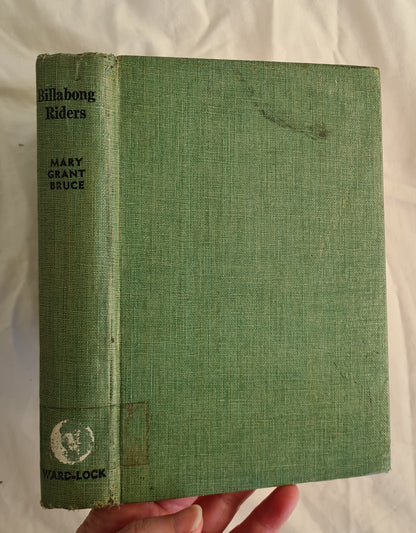 Billabong
Riders
MARY
GRANT
BRUCE
WARD-LOCK